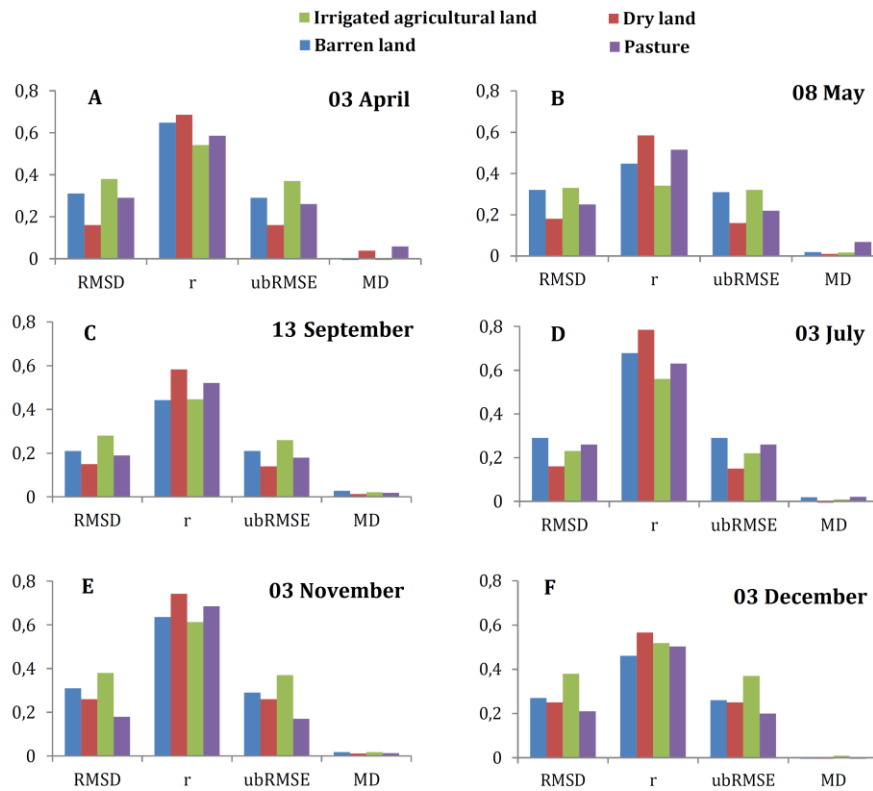 Irrigated agricultural land Dry land
Barren land Pasture
A 03 April
0,8
0,6
0,4
0,2
0
RMSD r ubRMSE MD
B 08 May
0,8
0,6
0,4
0,2
0
RMSD r ubRMSE MD
C 13 September
0,8
0,6
0,4
0,2
0
RMSD r ubRMSE MD
D 03 July
0,8
0,6
0,4
0,2
0
RMSD r ubRMSE MD
E 03 November
0,8
0,6
0,4
0,2
0
RMSD r ubRMSE MD
F 03 December
0,8
0,6
0,4
0,2
0
RMSD r ubRMSE MD